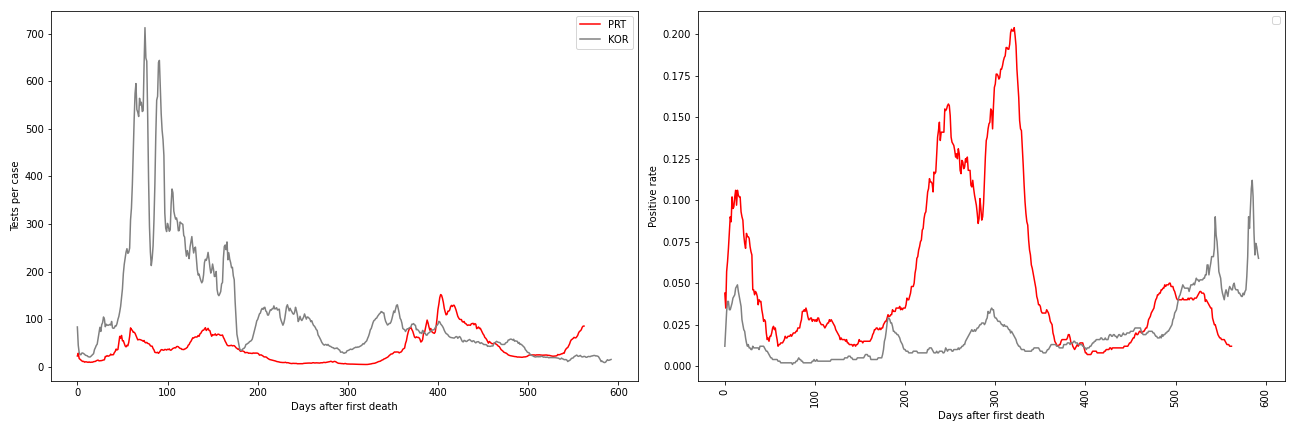 PRT
KOR
700
600
500
400
300
200
100
0
Tests per case
0 100 200 300 400 500 600
Days after first death
0.200
0.175
0.150
0.125
0.100
0.075
0.050
0.025
0.000
Positive rate
0 100 200 300 400 500 600
Days after first death